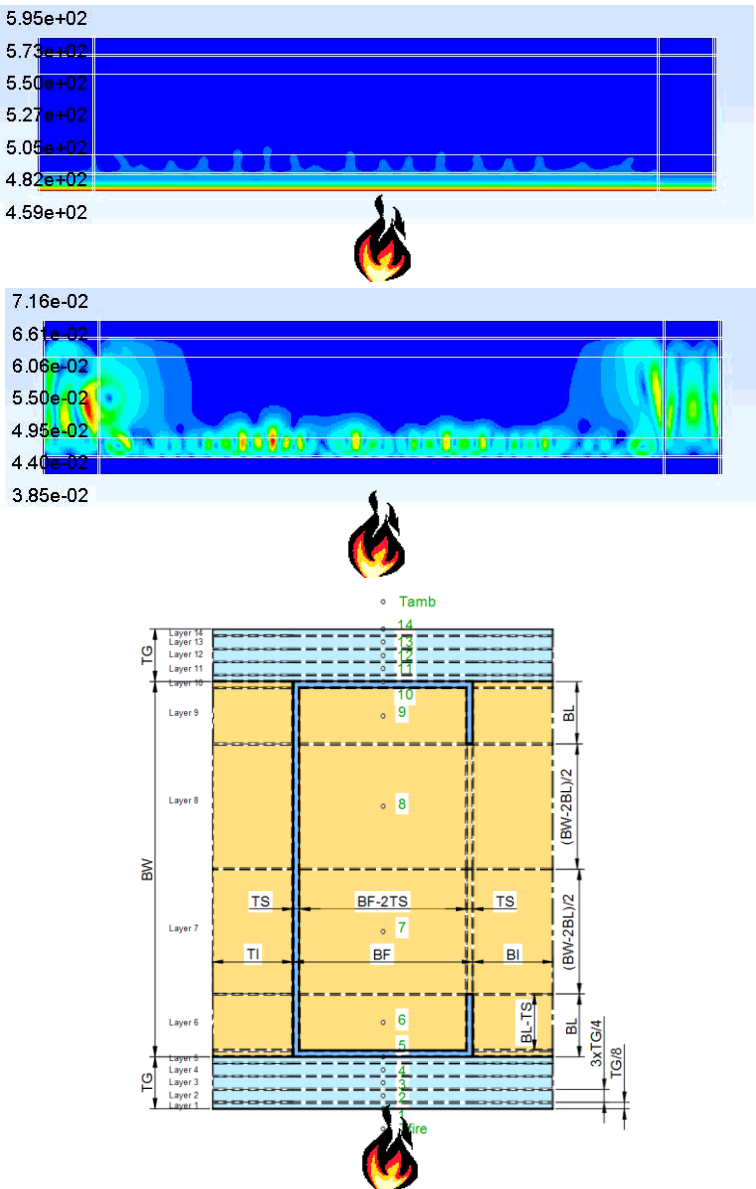 5.95e+02
5.73e+02
5.50e+02
5.27e+02
5.05e+02
4.82e+02
4.59e+02
7.16e-02
6.61e-02
6.06e-02
5.50e-02
4.95e-02
4.40e-02
3.85e-02
Tamb
Layer 14
14
Layer 13
13
TG
Layer 12
12
Layer 11
11
Layer 10
10
Layer 9
9
BL
Layer 8
8
(BW-2BL)/2
BW
TS
BF-2TS
TS
Layer 7
7
(BW-2BL)/2
TI
BF
BI
Layer 6
6
BL-TS
BL
5
Layer 5
TG
Layer 4
4
Layer 3
3
3xTG/4
Layer 2
2
TG/8
Layer 1
1